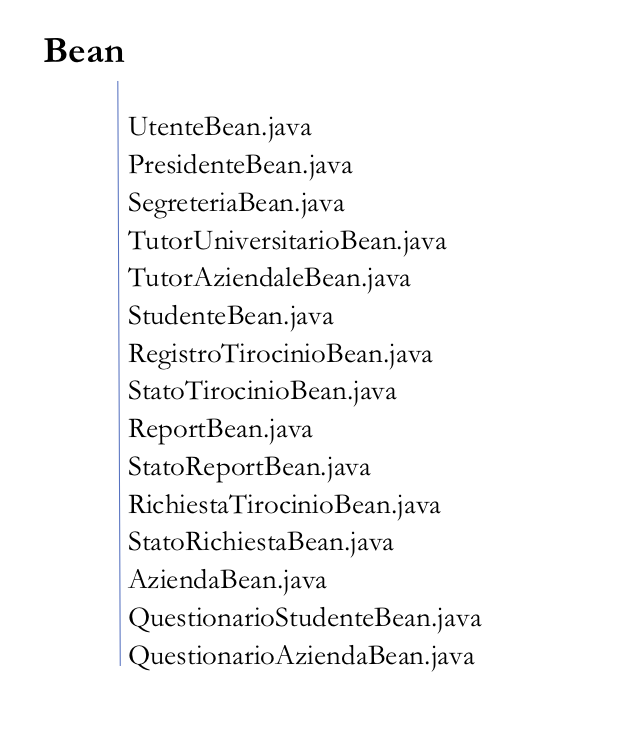 Bean
UtenteBean.java
PresidenteBean.java
SegreteriaBean.java
TutorUniversitarioBean.java
TutorAziendaleBean.java
StudenteBean.java
RegistroTirocinioBean.java
StatoTirocinioBean.java
ReportBean.java
StatoReportBean.java
RichiestaTirocinioBean.java
StatoRichiestaBean.java
AziendaBean.java
QuestionarioStudenteBean.java
QuestionarioAziendaBean.java